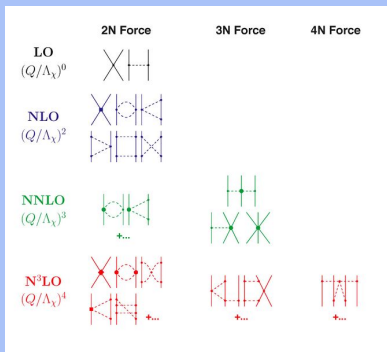 2N Force 3N Force 4N Force
LO
(Q/Λχ)⁰
NLO
(Q/Λχ)²
NNLO
(Q/Λχ)³
+...
N³LO
(Q/Λχ)⁴
+... +... +...